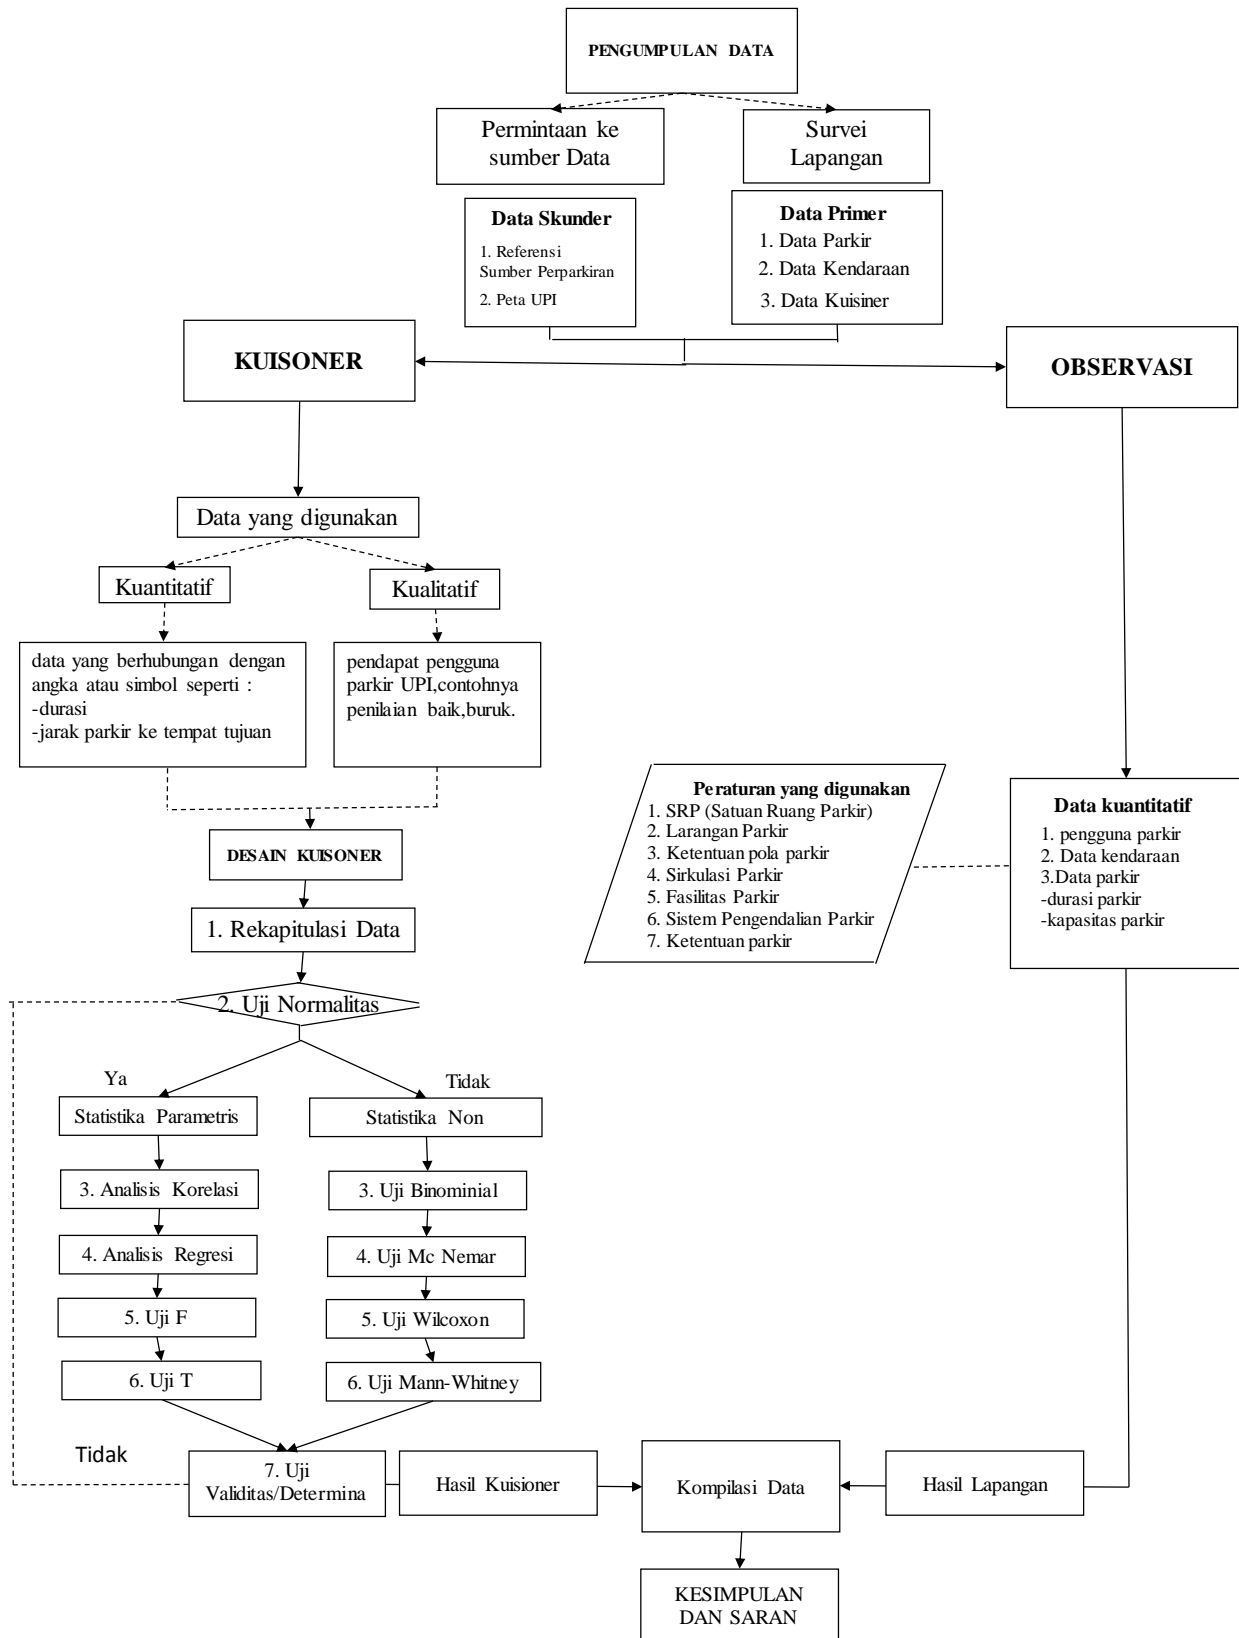 PENGUMPULAN DATA
Permintaan ke
sumber Data
Survei
Lapangan
Data Skunder
1. Referensi
Sumber Perparkiran
2. Peta UPI
Data Primer
1. Data Parkir
2. Data Kendaraan
3. Data Kuisiner
KUISONER
OBSERVASI
Data yang digunakan
Kuantitatif
Kualitatif
data yang berhubungan dengan
angka atau simbol seperti :
-durasi
-jarak parkir ke tempat tujuan
pendapat pengguna
parkir UPI,contohnya
penilaian baik,buruk.
Peraturan yang digunakan
1. SRP (Satuan Ruang Parkir)
2. Larangan Parkir
3. Ketentuan pola parkir
4. Sirkulasi Parkir
5. Fasilitas Parkir
6. Sistem Pengendalian Parkir
7. Ketentuan parkir
Data kuantitatif
1. pengguna parkir
2. Data kendaraan
3.Data parkir
-durasi parkir
-kapasitas parkir
DESAIN KUISONER
1. Rekapitulasi Data
2. Uji Normalitas
Ya
Tidak
Statistika Parametris
Statistika Non
3. Analisis Korelasi
3. Uji Binominial
4. Analisis Regresi
4. Uji Mc Nemar
5. Uji F
5. Uji Wilcoxon
6. Uji T
6. Uji Mann-Whitney
Tidak
7. Uji
Validitas/Determina
Hasil Kuisioner
Kompilasi Data
Hasil Lapangan
KESIMPULAN
DAN SARAN